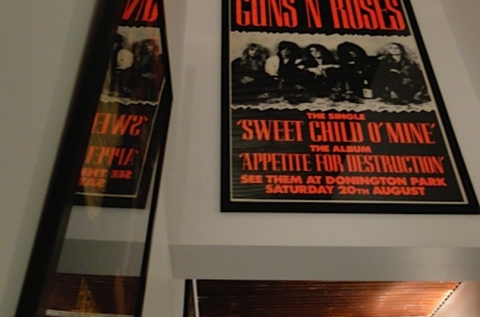 GUNS N' ROSES
THE SINGLE
'SWEET CHILD O' MINE'
THE ALBUM
'APPETITE FOR DESTRUCTION'
SEE THEM AT DONINGTON PARK
SATURDAY 20TH AUGUST